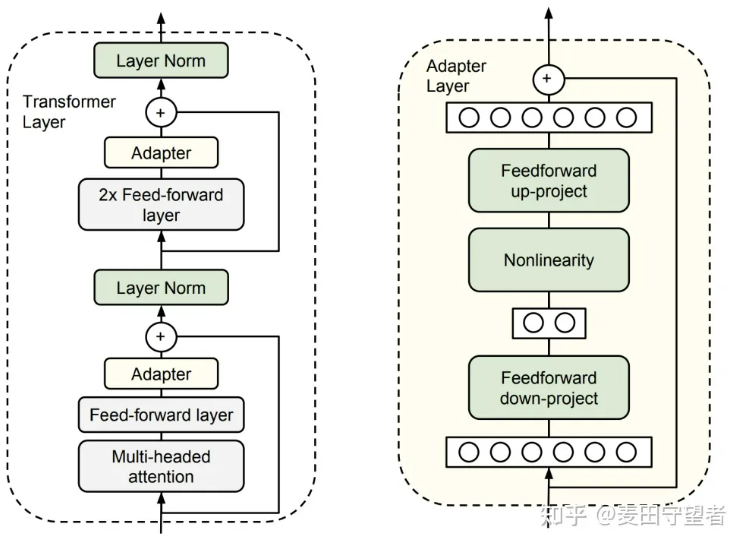 Transformer
Layer
Layer Norm
+
Adapter
2x Feed-forward
layer
Layer Norm
+
Adapter
Feed-forward layer
Multi-headed
attention
Adapter
Layer
+
Feedforward
up-project
Nonlinearity
Feedforward
down-project
知乎 @麦田守望者